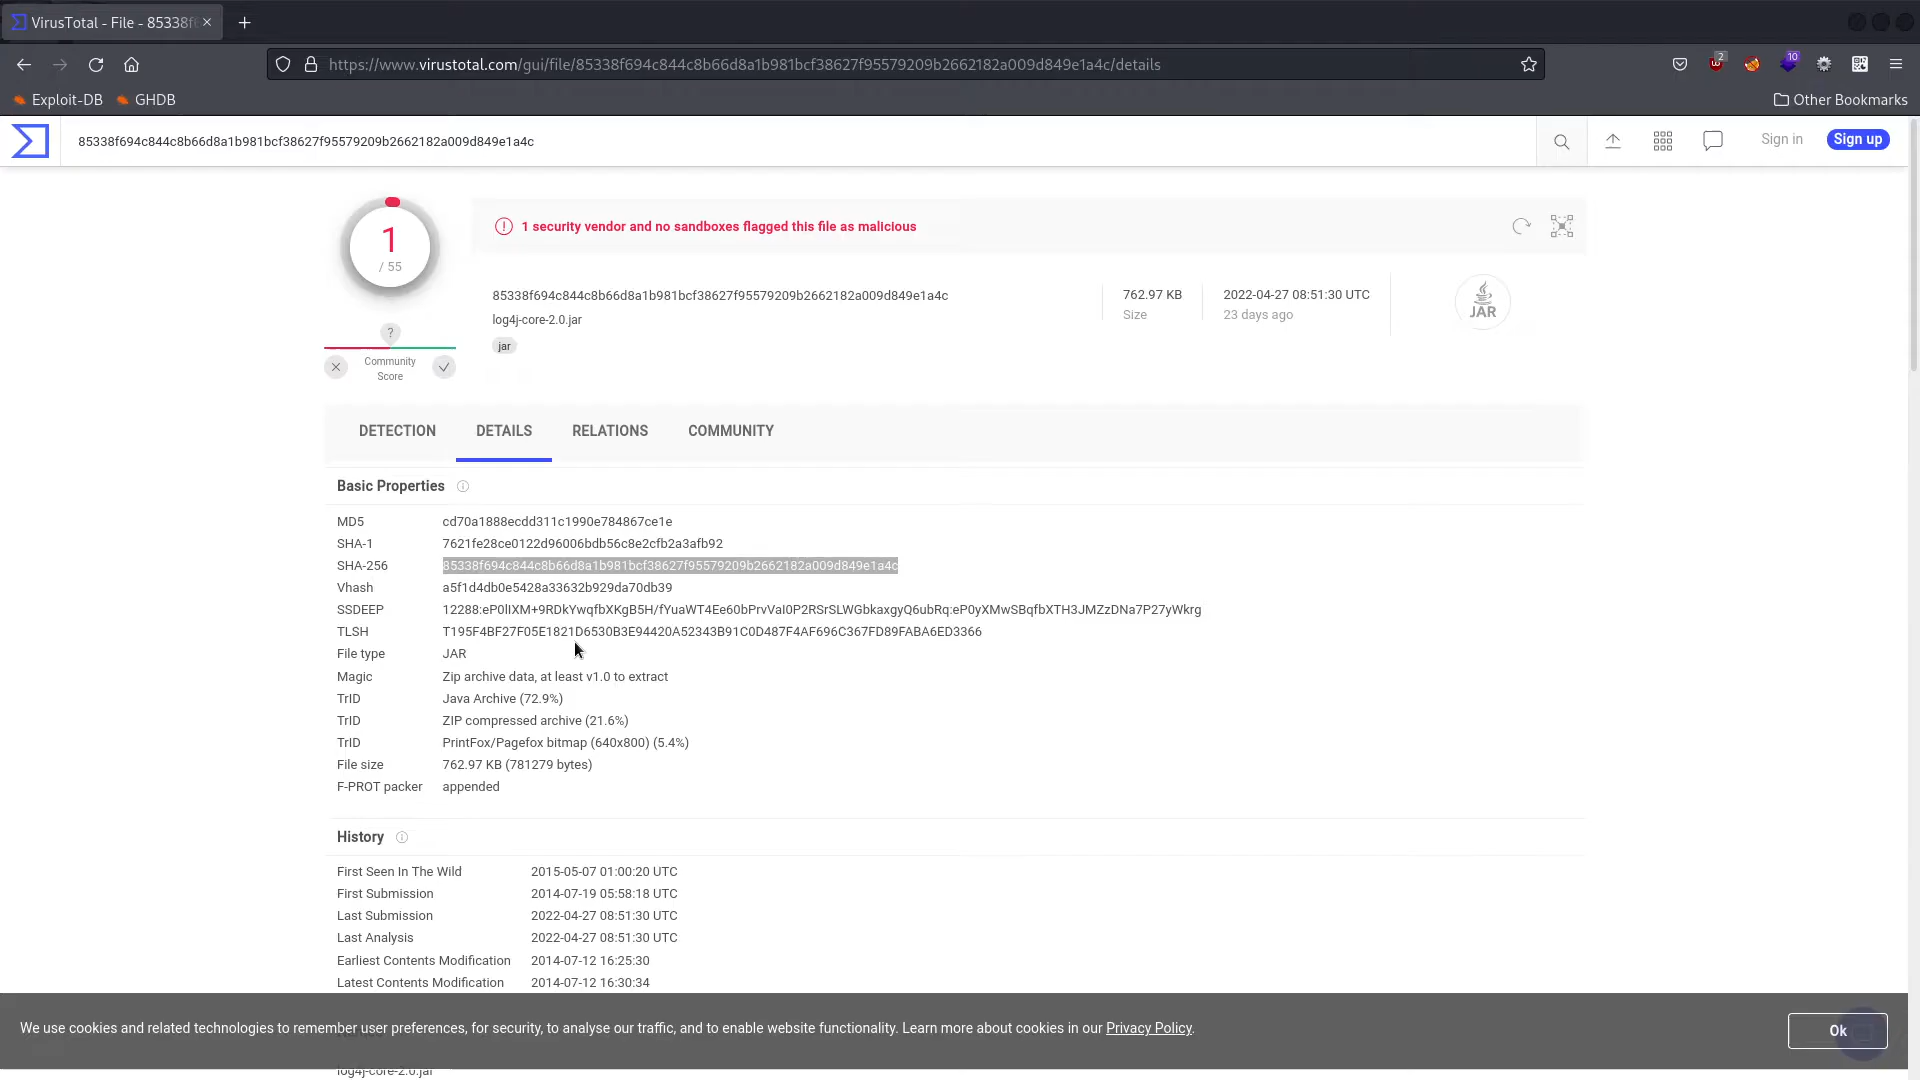 VirusTotal - File - 85338f
https://www.virustotal.com/gui/file/85338f694c844c8b66d8a1b981bcf38627f95579209b2662182a009d849e1a4c/details
2
10
Exploit-DB
GHDB
Other Bookmarks
85338f694c844c8b66d8a1b981bcf38627f95579209b2662182a009d849e1a4c
Sign in
Sign up
1
/ 55
1 security vendor and no sandboxes flagged this file as malicious
85338f694c844c8b66d8a1b981bcf38627f95579209b2662182a009d849e1a4c
log4j-core-2.0.jar
jar
762.97 KB
Size
2022-04-27 08:51:30 UTC
23 days ago
JAR
?
Community
Score
DETECTION
DETAILS
RELATIONS
COMMUNITY
Basic Properties
MD5 cd70a1888ecdd311c1990e784867ce1e
SHA-1 7621fe28ce0122d96006bdb56c8e2cfb2a3afb92
SHA-256 85338f694c844c8b66d8a1b981bcf38627f95579209b2662182a009d849e1a4c
Vhash a5f1d4db0e5428a33632b929da70db39
SSDEEP 12288:eP0lIXM+9RDkYwqfbXKgB5H/fYuaWT4Ee60bPrvVaI0P2RSrSLWGbkaxgyQ6ubRq:eP0yXMwSBqfbXTH3JMZzDNa7P27yWkrg
TLSH T195F4BF27F05E1821D6530B3E94420A52343B91C0D487F4AF696C367FD89FABA6ED3366
File type JAR
Magic Zip archive data, at least v1.0 to extract
TrID Java Archive (72.9%)
TrID ZIP compressed archive (21.6%)
TrID PrintFox/Pagefox bitmap (640x800) (5.4%)
File size 762.97 KB (781279 bytes)
F-PROT packer appended
History
First Seen In The Wild 2015-05-07 01:00:20 UTC
First Submission 2014-07-19 05:58:18 UTC
Last Submission 2022-04-27 08:51:30 UTC
Last Analysis 2022-04-27 08:51:30 UTC
Earliest Contents Modification 2014-07-12 16:25:30
Latest Contents Modification 2014-07-12 16:30:34
We use cookies and related technologies to remember user preferences, for security, to analyse our traffic, and to enable website functionality. Learn more about cookies in our Privacy Policy.
Ok
log4j-core-2.0.jar